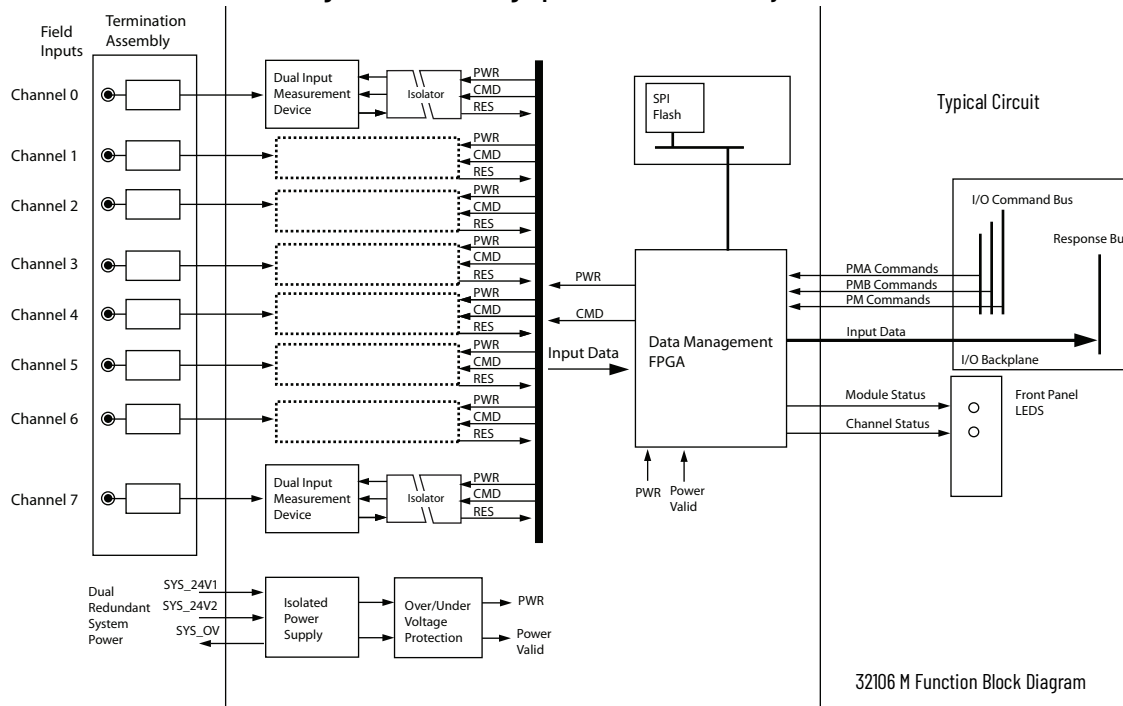 Field
Inputs
Termination
Assembly
Channel 0
Dual Input
Measurement
Device
Isolator
PWR
CMD
RES
Channel 1
PWR
CMD
RES
Channel 2
PWR
CMD
RES
Channel 3
PWR
CMD
RES
Channel 4
PWR
CMD
RES
Channel 5
PWR
CMD
RES
Channel 6
PWR
CMD
RES
Channel 7
Dual Input
Measurement
Device
Isolator
PWR
CMD
RES
PWR
CMD
Input Data
SPI
Flash
Data Management
FPGA
PWR
Power
Valid
Typical Circuit
I/O Command Bus
Response Bu
PMA Commands
PMB Commands
PM Commands
Input Data
I/O Backplane
Module Status
Channel Status
Front Panel
LEDS
Dual
Redundant
System
Power
SYS_24V1
SYS_24V2
SYS_OV
Isolated
Power
Supply
Over/Under
Voltage
Protection
PWR
Power
Valid
32106 M Function Block Diagram